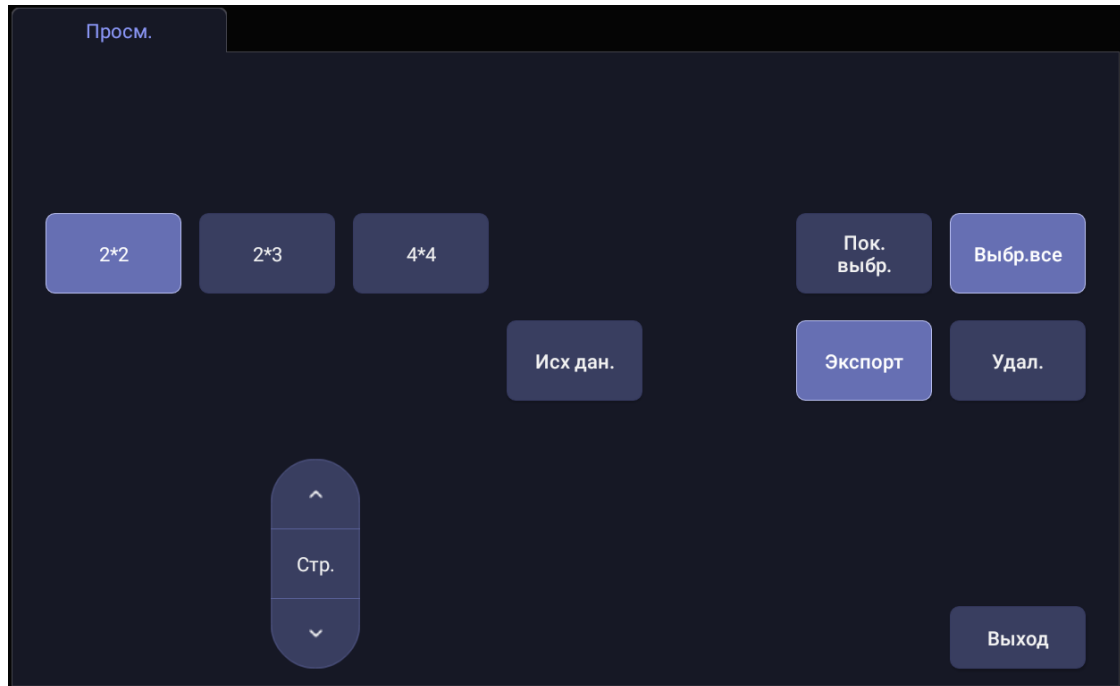 Просм.
2*2
2*3
4*4
Пок.
выбр.
Выбр.все
Исх дан.
Экспорт
Удал.
Стр.
Выход